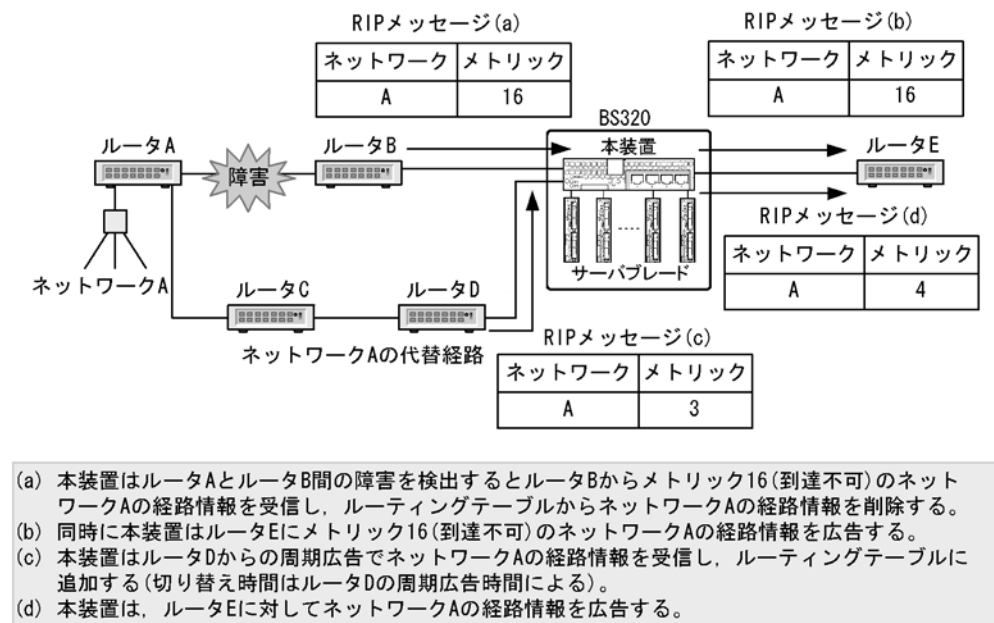 RIPメッセージ(a)
ネットワーク メトリック
A 16
RIPメッセージ(b)
ネットワーク メトリック
A 16
BS320
ルータA
障害
ルータB
本装置
ルータE
RIPメッセージ(d)
ネットワーク メトリック
A 4
サーバブレード
ネットワークA
ルータC
ルータD
ネットワークAの代替経路
RIPメッセージ(c)
ネットワーク メトリック
A 3
(a) 本装置はルータAとルータB間の障害を検出するとルータBからメトリック16(到達不可)のネット
ワークAの経路情報を受信し，ルーティングテーブルからネットワークAの経路情報を削除する。
(b) 同時に本装置はルータEにメトリック16(到達不可)のネットワークAの経路情報を広告する。
(c) 本装置はルータDからの周期広告でネットワークAの経路情報を受信し，ルーティングテーブルに
追加する(切り替え時間はルータDの周期広告時間による)。
(d) 本装置は，ルータEに対してネットワークAの経路情報を広告する。